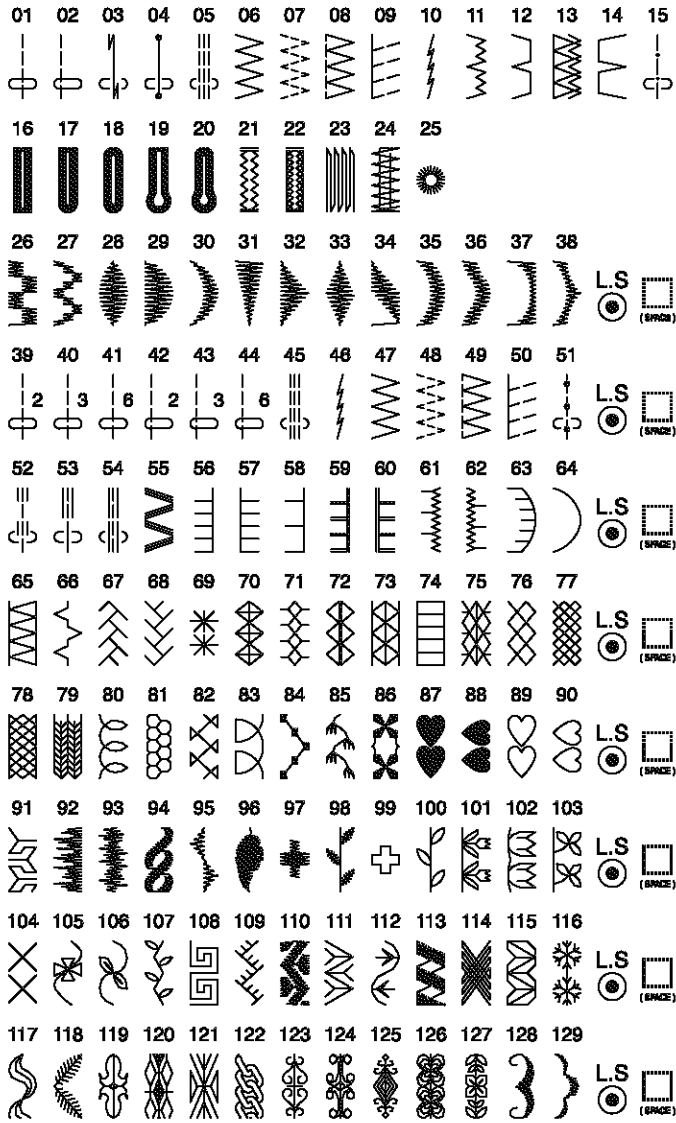 01 02 03 04 05 06 07 08 09 10 11 12 13 14 15
16 17 18 19 20 21 22 23 24 25
26 27 28 29 30 31 32 33 34 35 36 37 38 L.S
(SPACE)
39 40 41 42 43 44 45 46 47 48 49 50 51 L.S
2 3 6 2 3 6
(SPACE)
52 53 54 55 56 57 58 59 60 61 62 63 64 L.S
(SPACE)
65 66 67 68 69 70 71 72 73 74 75 76 77 L.S
(SPACE)
78 79 80 81 82 83 84 85 86 87 88 89 90 L.S
(SPACE)
91 92 93 94 95 96 97 98 99 100 101 102 103 L.S
(SPACE)
104 105 106 107 108 109 110 111 112 113 114 115 116 L.S
(SPACE)
117 118 119 120 121 122 123 124 125 126 127 128 129 L.S
(SPACE)